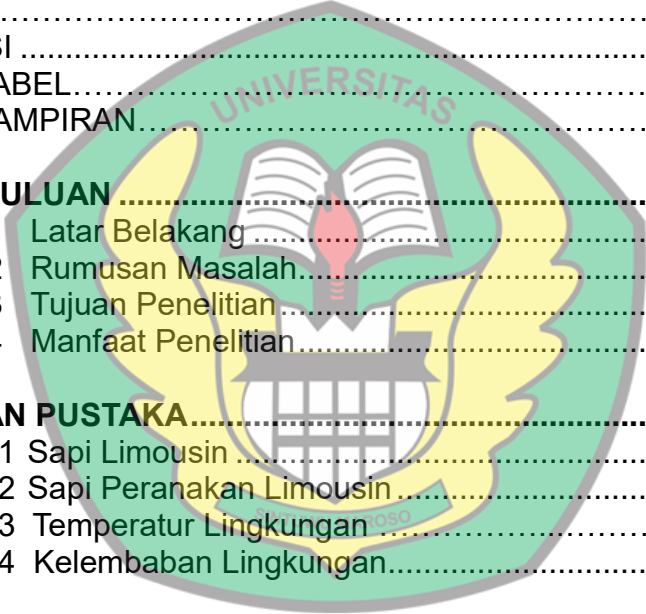 SI ........................................................
ABEL........................................................
AMPIRAN........................................................
UNIVERSITAS
ULUAN ........................................................
Latar Belakang ........................................................
2 Rumusan Masalah........................................................
Tujuan Penelitian ........................................................
Manfaat Penelitian........................................................
AN PUSTAKA........................................................
1 Sapi Limousin ........................................................
2 Sapi Peranakan Limousin ........................................................
3 Temperatur Lingkungan ........................................................
4 Kelembaban Lingkungan........................................................